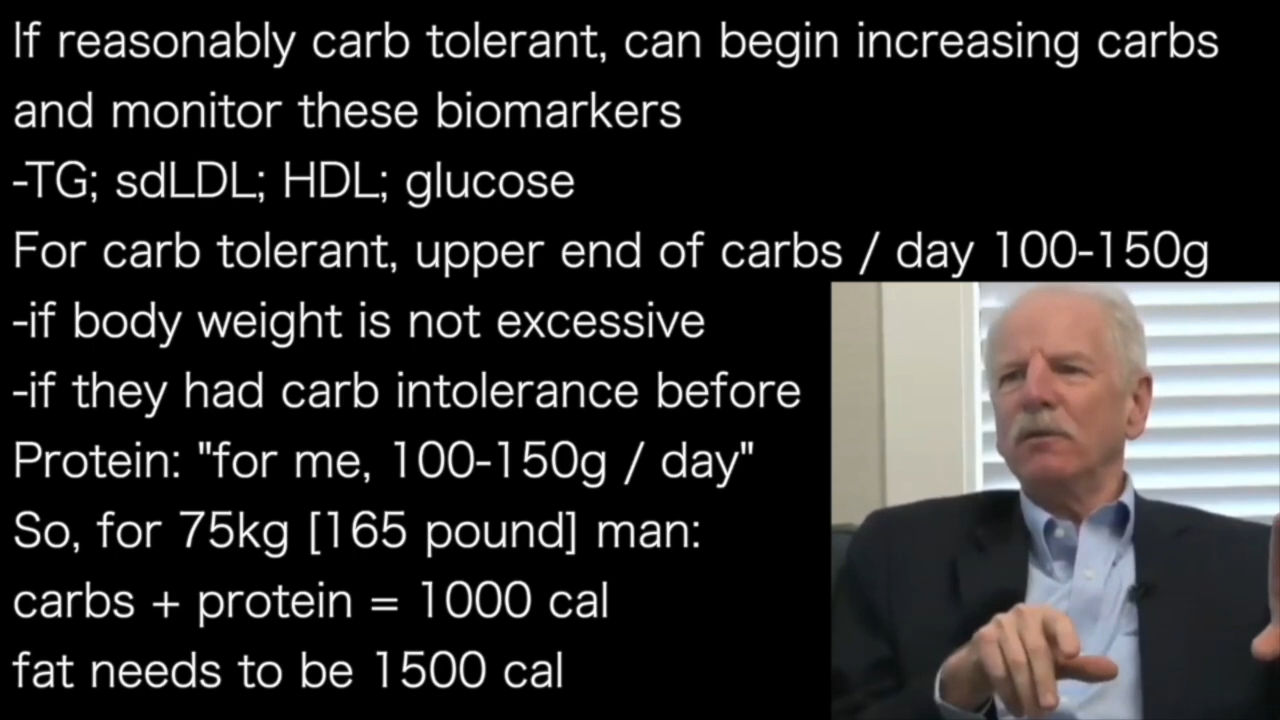 If reasonably carb tolerant, can begin increasing carbs
and monitor these biomarkers
-TG; sdLDL; HDL; glucose
For carb tolerant, upper end of carbs / day 100-150g
-if body weight is not excessive
-if they had carb intolerance before
Protein: "for me, 100-150g / day"
So, for 75kg [165 pound] man:
carbs + protein = 1000 cal
fat needs to be 1500 cal